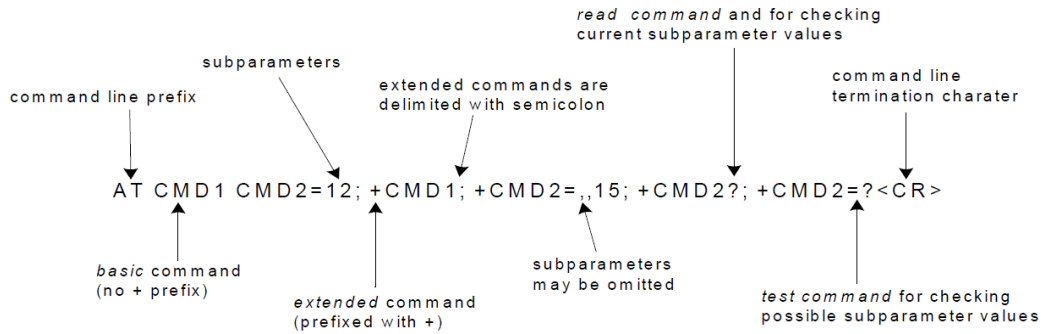 read command and for checking
current subparameter values
subparameters
extended commands are
delimited with semicolon
command line
termination charater
command line prefix
AT CMD1 CMD2=12; +CMD1; +CMD2=,,15; +CMD2?; +CMD2=?<CR>
basic command
(no + prefix)
extended command
(prefixed with +)
subparameters
may be omitted
test command for checking
possible subparameter values